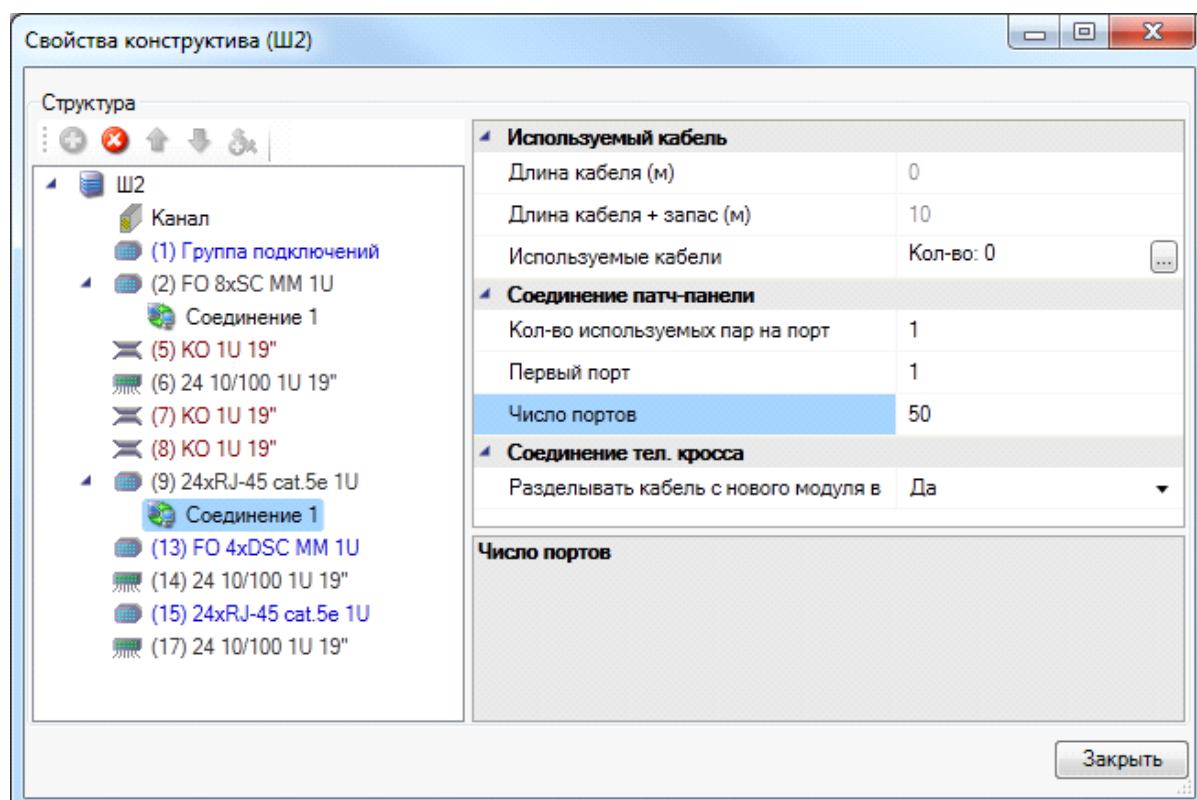 Свойства конструктива (Ш2)
Структура
Ш2
Канал
(1) Группа подключений
(2) FO 8xSC MM 1U
Соединение 1
(5) KO 1U 19"
(6) 24 10/100 1U 19"
(7) KO 1U 19"
(8) KO 1U 19"
(9) 24xRJ-45 cat.5e 1U
Соединение 1
(13) FO 4xDSC MM 1U
(14) 24 10/100 1U 19"
(15) 24xRJ-45 cat.5e 1U
(17) 24 10/100 1U 19"
Используемый кабель
Длина кабеля (м) 0
Длина кабеля + запас (м) 10
Используемые кабели Кол-во: 0 ...
Соединение патч-панели
Кол-во используемых пар на порт 1
Первый порт 1
Число портов 50
Соединение тел. кросса
Разделывать кабель с нового модуля в Да
Число портов
Закрыть